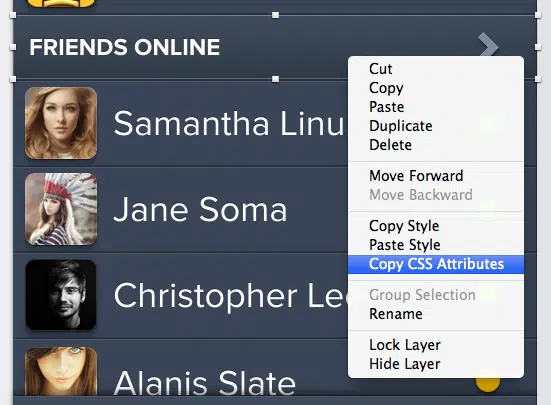 FRIENDS ONLINE
Cut
Copy
Paste
Duplicate
Delete
Samantha Linu
Move Forward
Move Backward
Jane Soma
Copy Style
Paste Style
Copy CSS Attributes
Christopher Lee
Group Selection
Rename
Lock Layer
Hide Layer
Alanis Slate